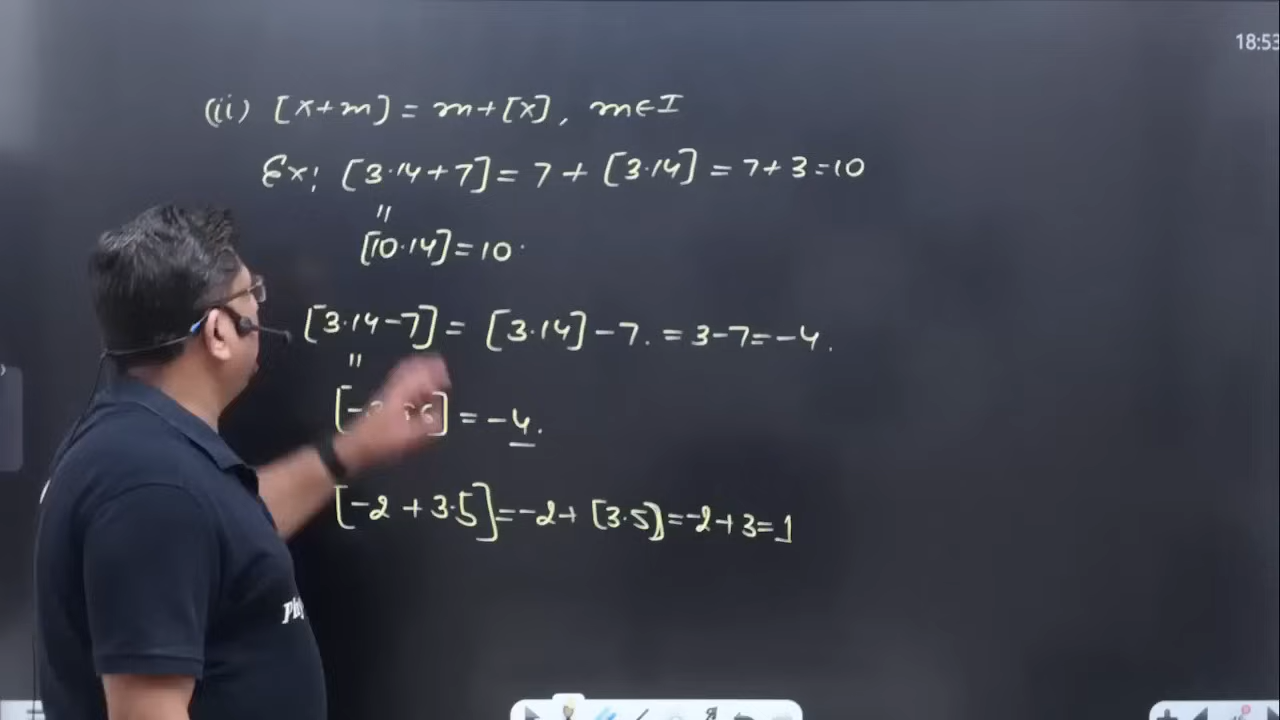 18:53
(ii) [x+m] = m+[x], m∈I
Ex: [3.14+7] = 7 + [3.14] = 7+3=10
"
[10.14]=10.
[3.14-7] = [3.14]-7. = 3-7=-4.
"
= -4.
[-2 + 3.5] = -2+ [3.5] = -2+3=1